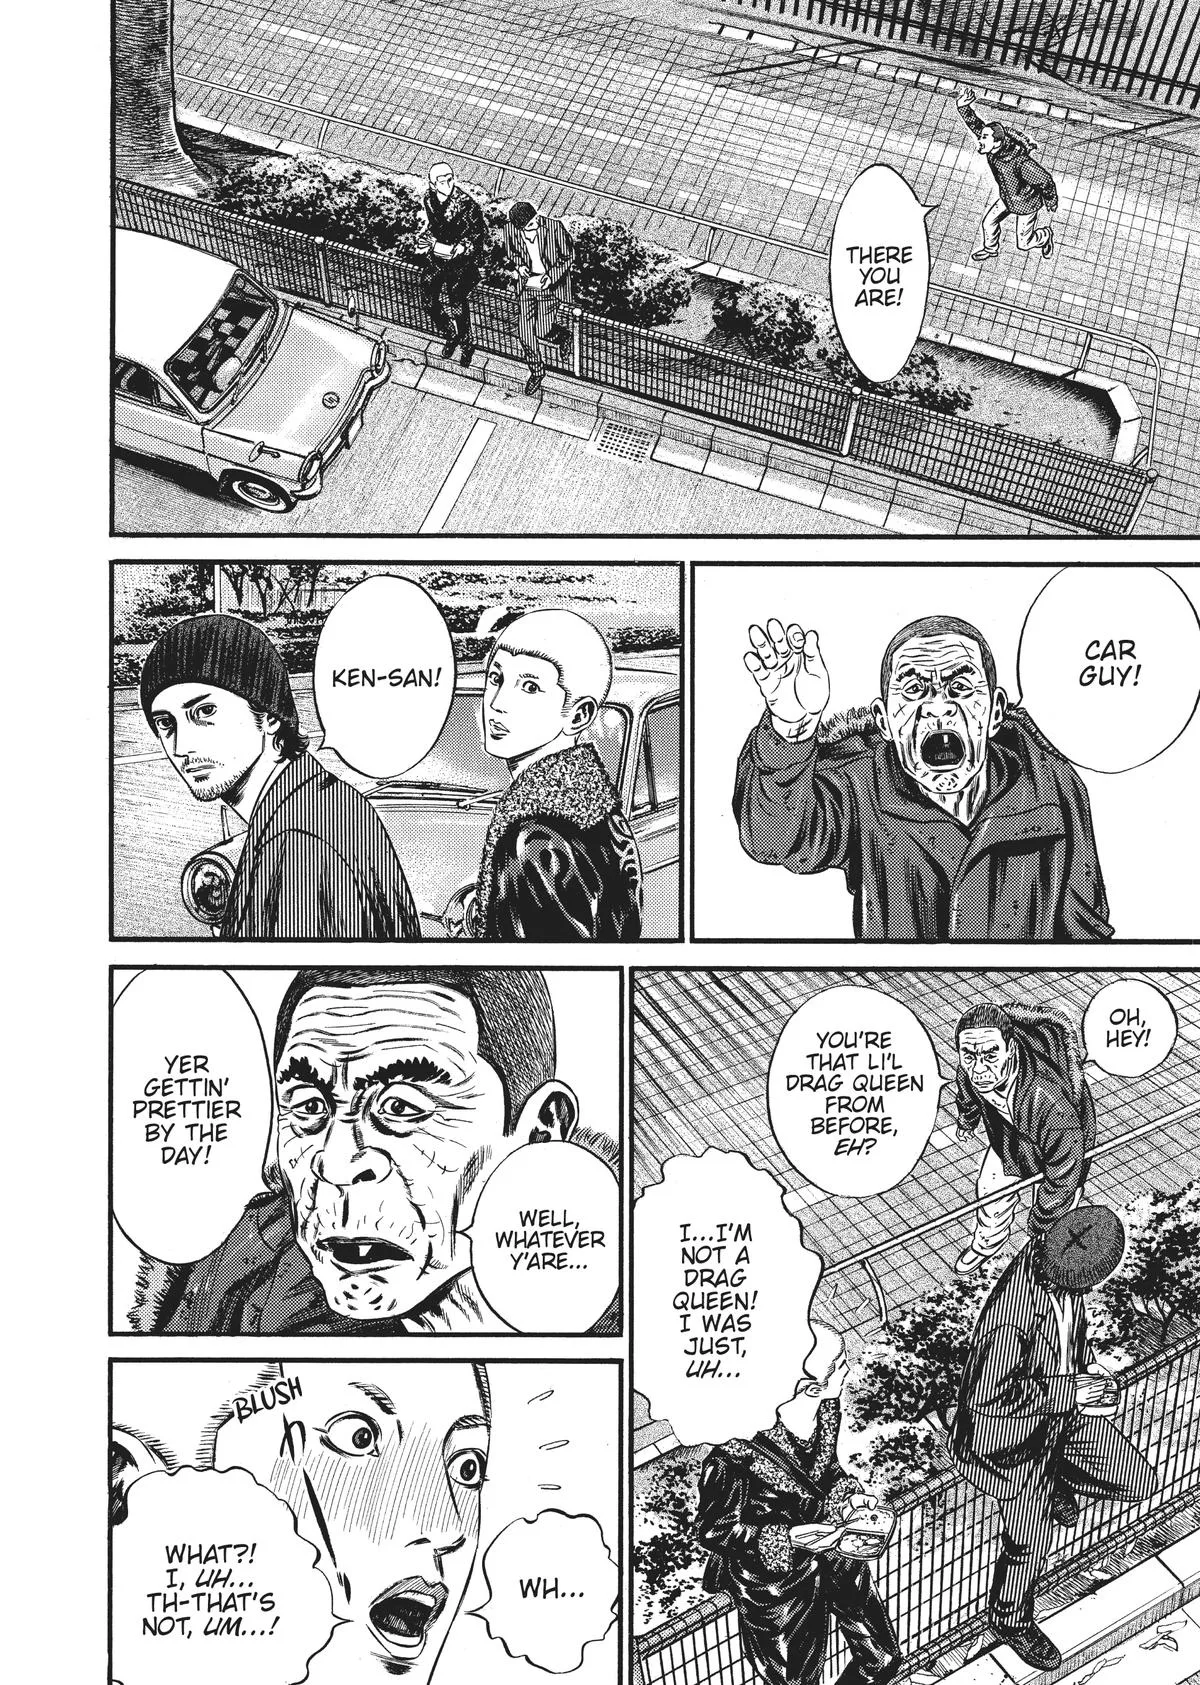 THERE
YOU
ARE!
CAR
GUY!
KEN-SAN!
OH,
HEY!
YOU'RE
THAT LI'L
DRAG QUEEN
FROM
BEFORE,
EH?
I...I'M
NOT A
DRAG
QUEEN!
I WAS
JUST,
UH...
YER
GETTIN'
PRETTIER
BY THE
DAY!
WELL,
WHATEVER
Y'ARE...
WH...
BLUSH
カ
WHAT?!
I, UH...
TH-THAT'S
NOT, UM...!